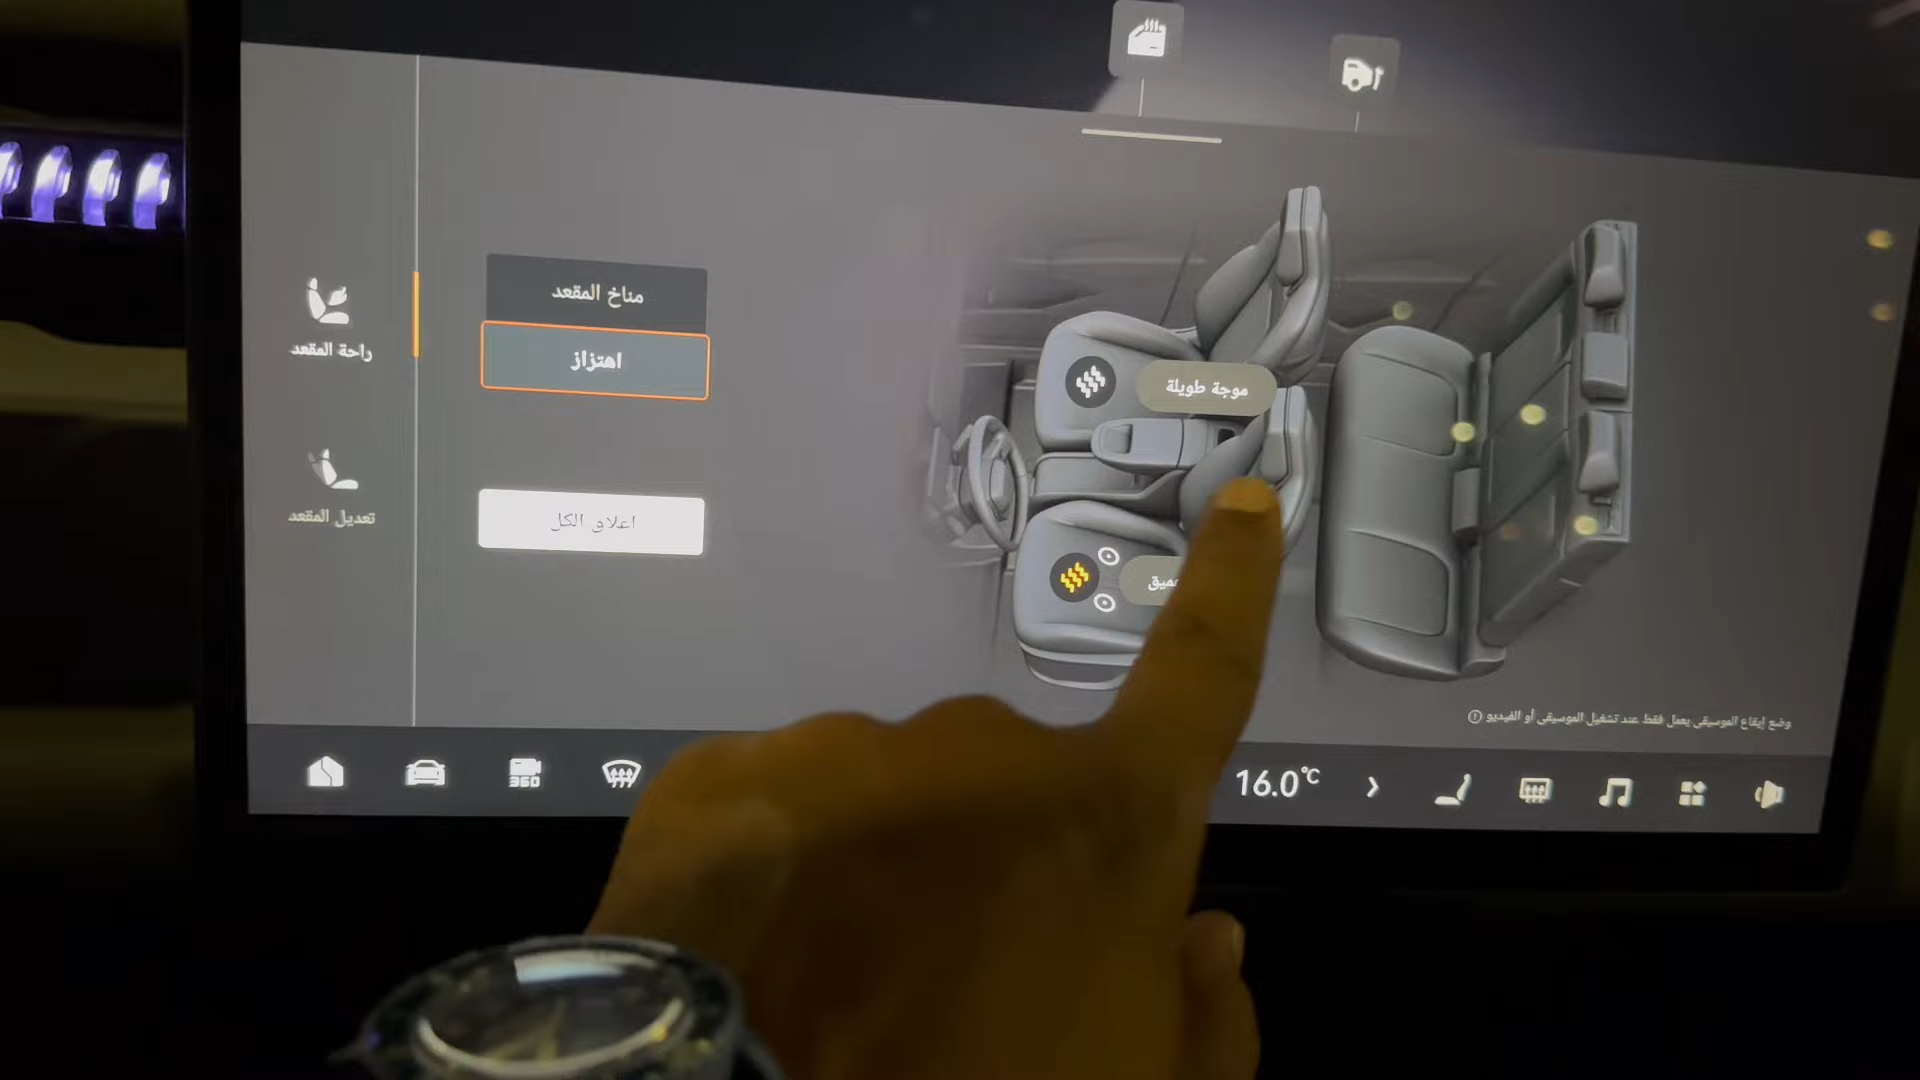 مناخ المقعد
اهتزاز
راحة المقعد
موجة طويلة
تعديل المقعد
الكل
وضع إيقاع الموسيقى يعمل فقط عند تشغيل الموسيقى أو الفيديو
360
16.0°C